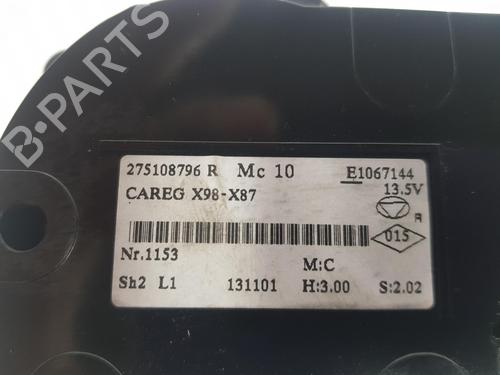 B-PARTS
275108796 R Mc 10 E1067144
CAREG X98-X87 13.5V
R
015
Nr.1153
M:C
Sh2 L1 131101 H:3.00 S:2.02